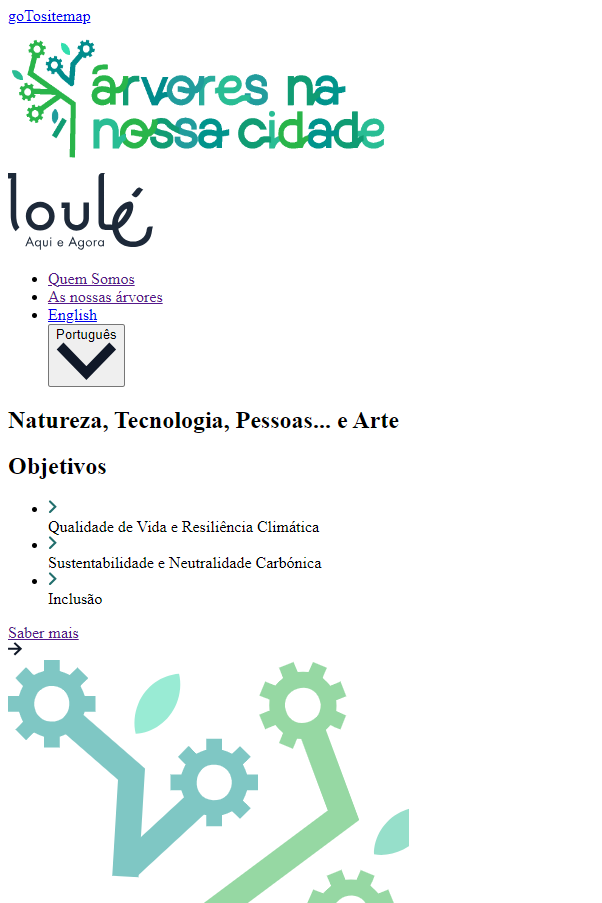 goTositemap
árvores na
nossa cidade
loulé
Aqui e Agora
Quem Somos
As nossas árvores
English
Português
Natureza, Tecnologia, Pessoas... e Arte
Objetivos
Qualidade de Vida e Resiliência Climática
Sustentabilidade e Neutralidade Carbónica
Inclusão
Saber mais